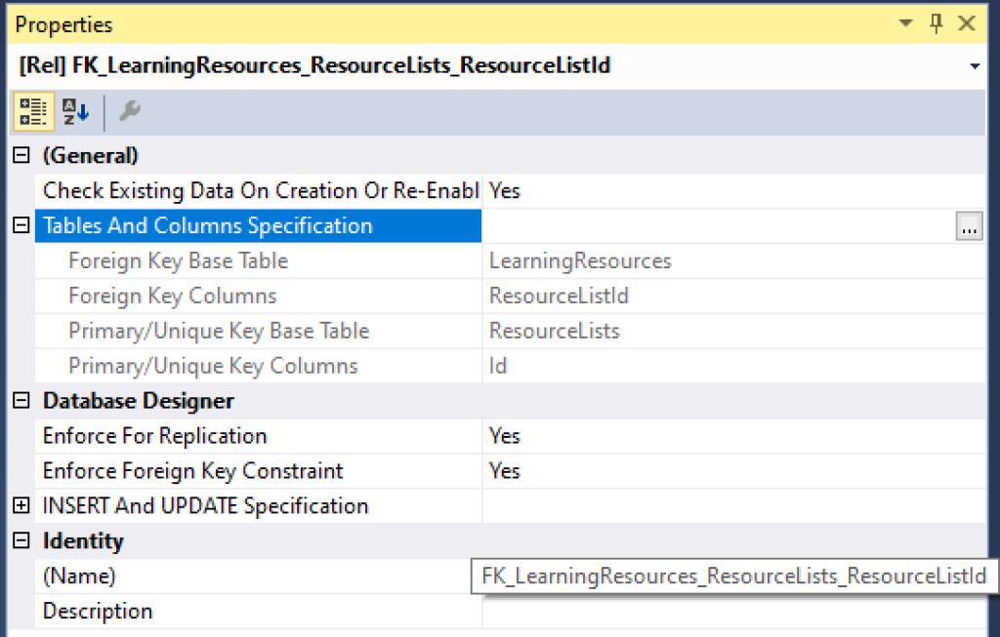 Properties
[Rel] FK_LearningResources_ResourceLists_ResourceListId
(General)
Check Existing Data On Creation Or Re-Enabl Yes
Tables And Columns Specification ...
Foreign Key Base Table LearningResources
Foreign Key Columns ResourceListId
Primary/Unique Key Base Table ResourceLists
Primary/Unique Key Columns Id
Database Designer
Enforce For Replication Yes
Enforce Foreign Key Constraint Yes
INSERT And UPDATE Specification
Identity
(Name) FK_LearningResources_ResourceLists_ResourceListId
Description